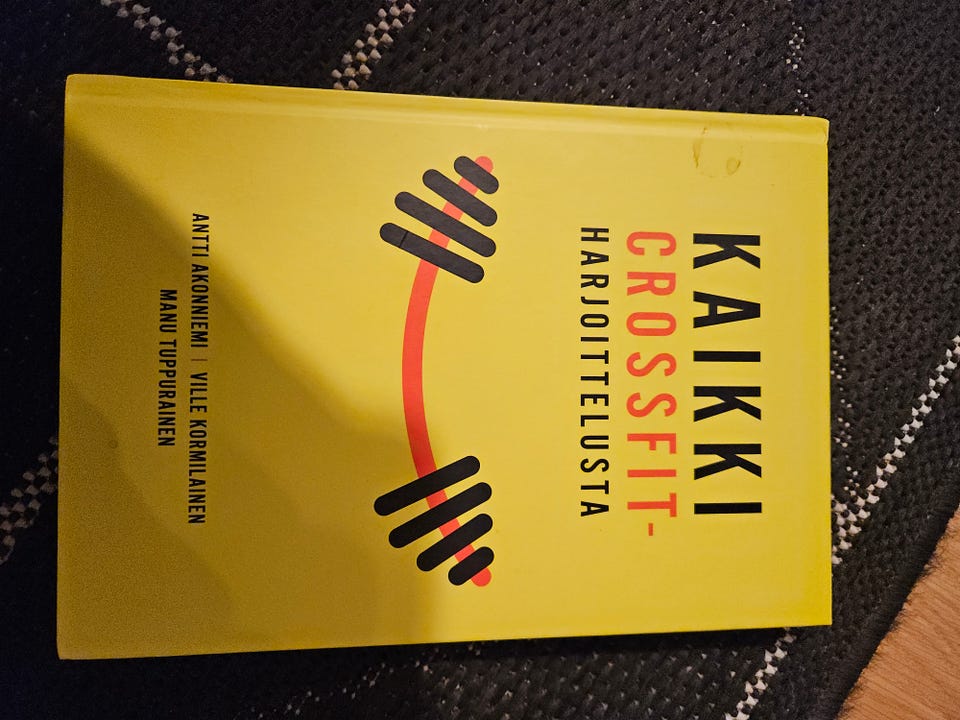 KAIKKI
CROSSFIT-
HARJOITTELUSTA
ANTTI AKONNIEMI | VILLE KORMILAINEN
MANU TUPPURAINEN